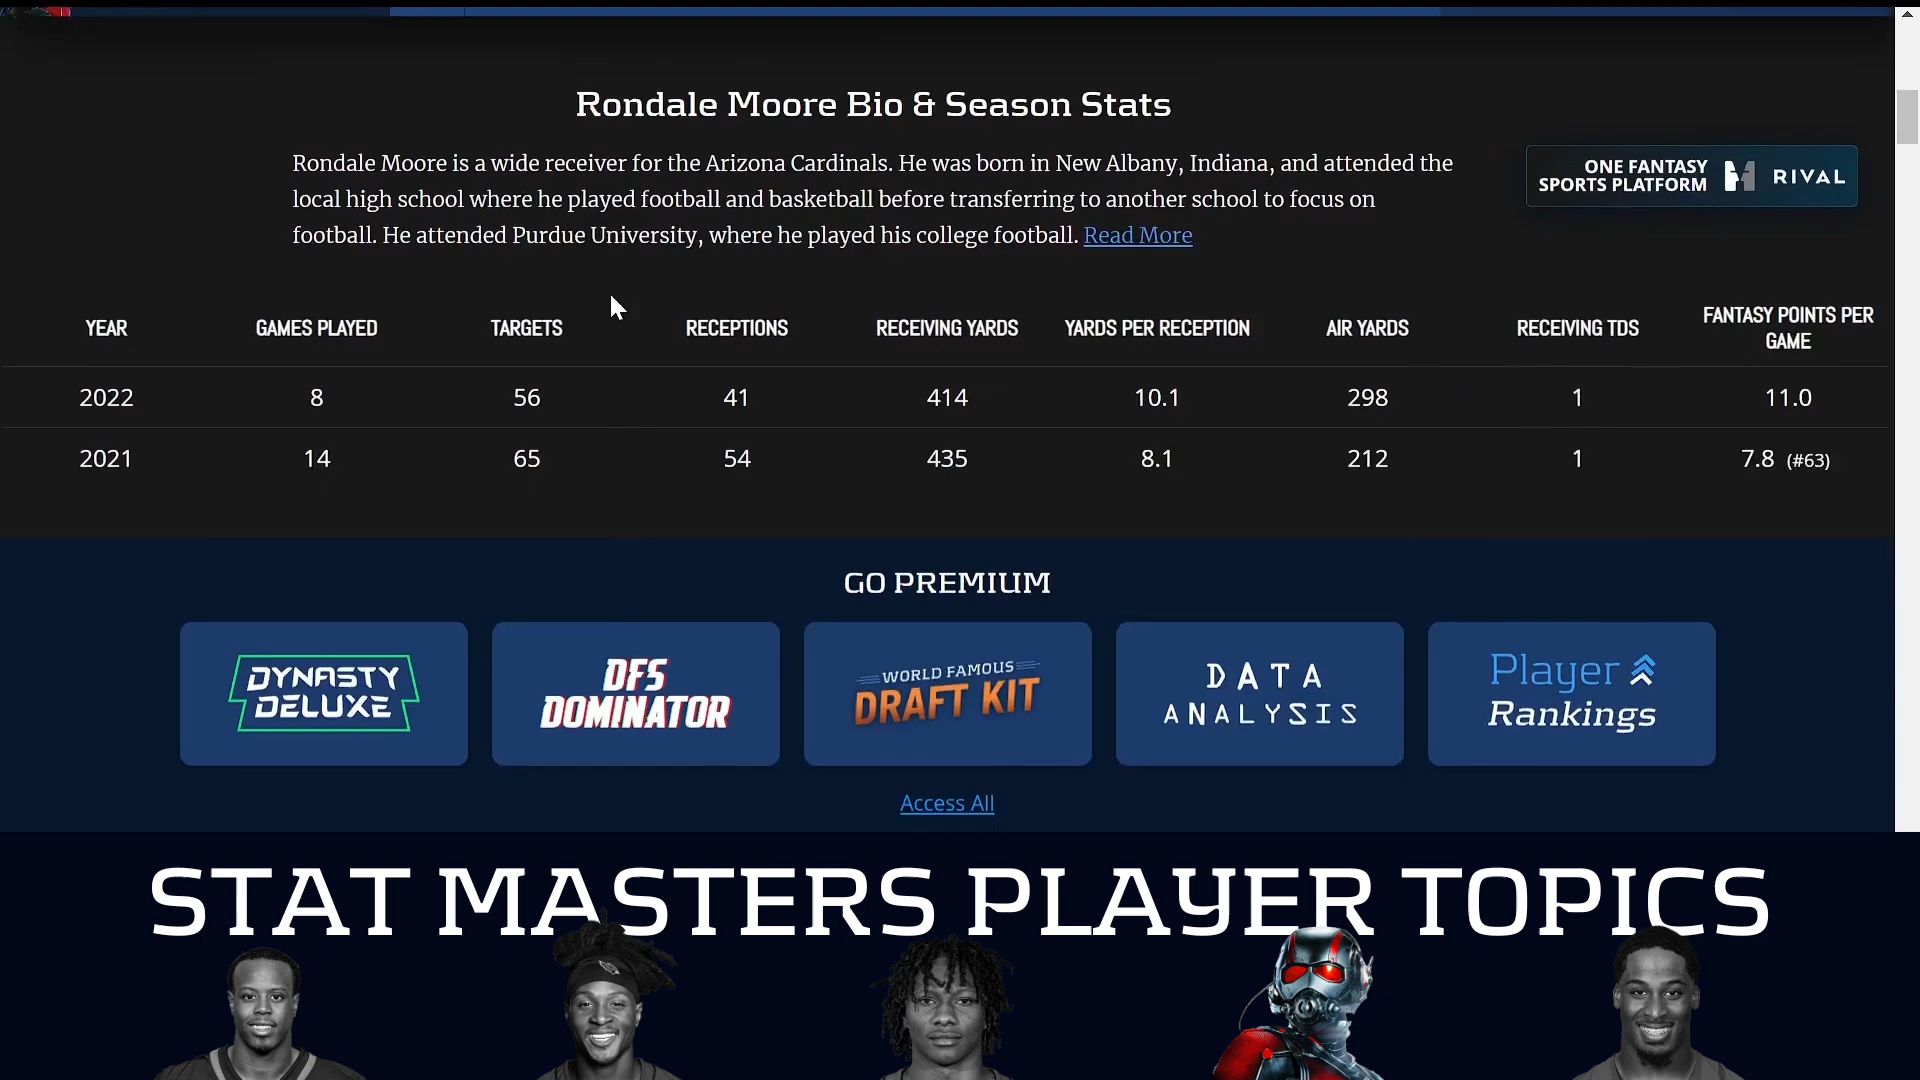 Rondale Moore Bio & Season Stats
Rondale Moore is a wide receiver for the Arizona Cardinals. He was born in New Albany, Indiana, and attended the
local high school where he played football and basketball before transferring to another school to focus on
football. He attended Purdue University, where he played his college football. Read More
ONE FANTASY
SPORTS PLATFORM RIVAL
YEAR GAMES PLAYED TARGETS RECEPTIONS RECEIVING YARDS YARDS PER RECEPTION AIR YARDS RECEIVING TDS FANTASY POINTS PER GAME
2022 8 56 41 414 10.1 298 1 11.0
2021 14 65 54 435 8.1 212 1 7.8 (#63)
GO PREMIUM
DYNASTY
DELUXE
DFS
DOMINATOR
WORLD FAMOUS
DRAFT KIT
DATA
ANALYSIS
Player
Rankings
Access All
STAT MASTERS PLAYER TOPICS